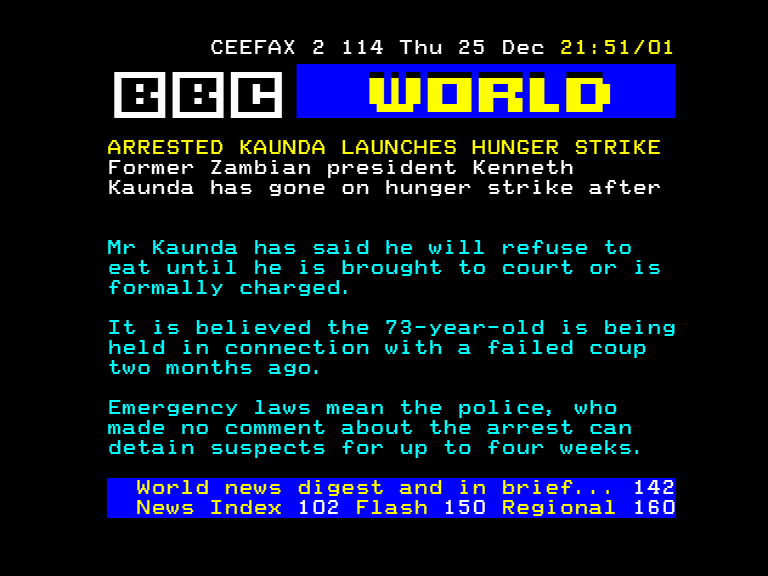 CEEFAX 2 114 Thu 25 Dec 21:51/01
BBC WORLD
ARRESTED KAUNDA LAUNCHES HUNGER STRIKE
Former Zambian president Kenneth
Kaunda has gone on hunger strike after
Mr Kaunda has said he will refuse to
eat until he is brought to court or is
formally charged.
It is believed the 73-year-old is being
held in connection with a failed coup
two months ago.
Emergency laws mean the police, who
made no comment about the arrest can
detain suspects for up to four weeks.
World news digest and in brief... 142
News Index 102 Flash 150 Regional 160